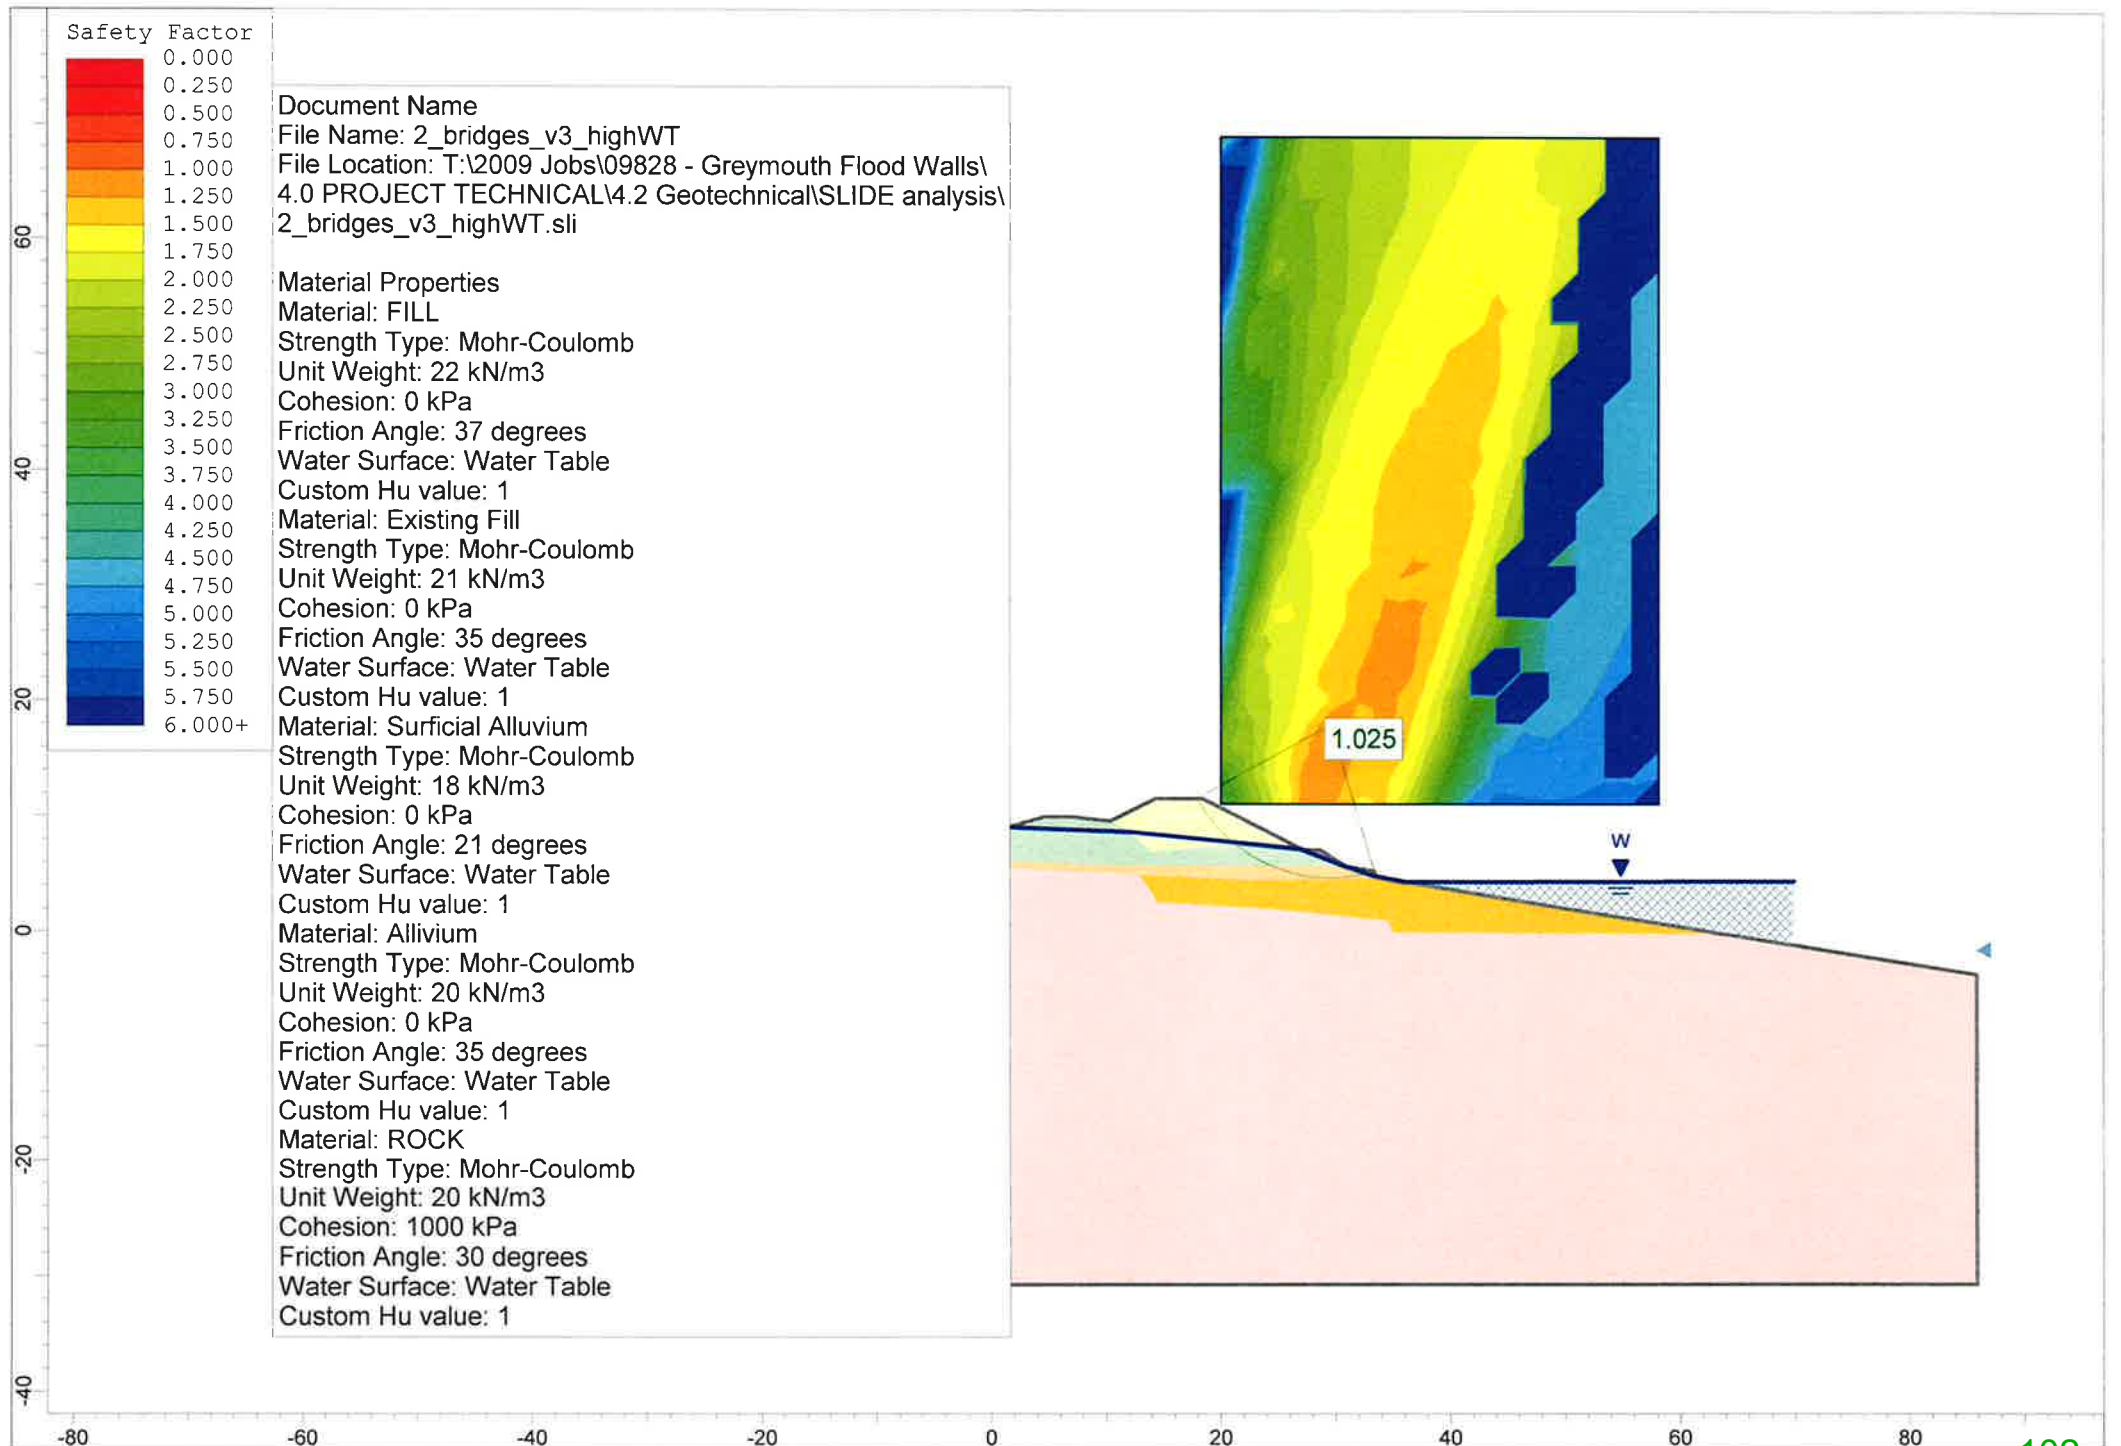 Safety Factor
0.000
0.250
0.500
0.750
1.000
1.250
1.500
1.750
2.000
2.250
2.500
2.750
3.000
3.250
3.500
3.750
4.000
4.250
4.500
4.750
5.000
5.250
5.500
5.750
6.000+
Document Name
File Name: 2_bridges_v3_highWT
File Location: T:\2009 Jobs\09828 - Greymouth Flood Walls\
4.0 PROJECT TECHNICAL\4.2 Geotechnical\SLIDE analysis\
2_bridges_v3_highWT.sli
Material Properties
Material: FILL
Strength Type: Mohr-Coulomb
Unit Weight: 22 kN/m3
Cohesion: 0 kPa
Friction Angle: 37 degrees
Water Surface: Water Table
Custom Hu value: 1
Material: Existing Fill
Strength Type: Mohr-Coulomb
Unit Weight: 21 kN/m3
Cohesion: 0 kPa
Friction Angle: 35 degrees
Water Surface: Water Table
Custom Hu value: 1
Material: Surficial Alluvium
Strength Type: Mohr-Coulomb
Unit Weight: 18 kN/m3
Cohesion: 0 kPa
Friction Angle: 21 degrees
Water Surface: Water Table
Custom Hu value: 1
Material: Allivium
Strength Type: Mohr-Coulomb
Unit Weight: 20 kN/m3
Cohesion: 0 kPa
Friction Angle: 35 degrees
Water Surface: Water Table
Custom Hu value: 1
Material: ROCK
Strength Type: Mohr-Coulomb
Unit Weight: 20 kN/m3
Cohesion: 1000 kPa
Friction Angle: 30 degrees
Water Surface: Water Table
Custom Hu value: 1
1.025
W
60
40
20
0
-20
-40
-80
-60
-40
-20
0
20
40
60
80